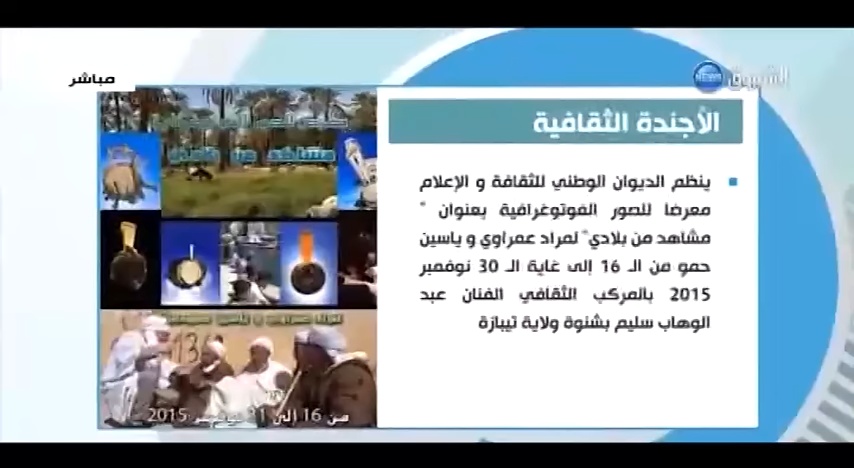 مباشر
الشروق
NEWS
الأجندة الثقافية
ينظم الديوان الوطني للثقافة و الإعلام
معرضا للصور الفوتوغرافية بعنوان "
مشاهد من بلادي" لمراد عمراوي و ياسين
حمو من الـ 16 إلى غاية الـ 30 نوفمبر
2015 بالمركب الثقافي الفنان عبد
الوهاب سليم بشنوة ولاية تيبازة
مشاهد من بلادي
من 16 إلى
2015